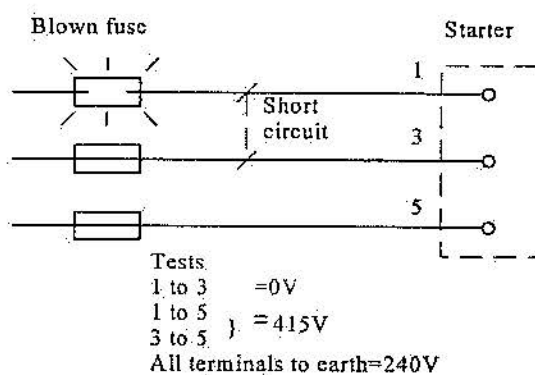 Blown fuse
Starter
1
Short
circuit
3
5
Tests
1 to 3 =0V
1 to 5
3 to 5 } =415V
All terminals to earth=240V